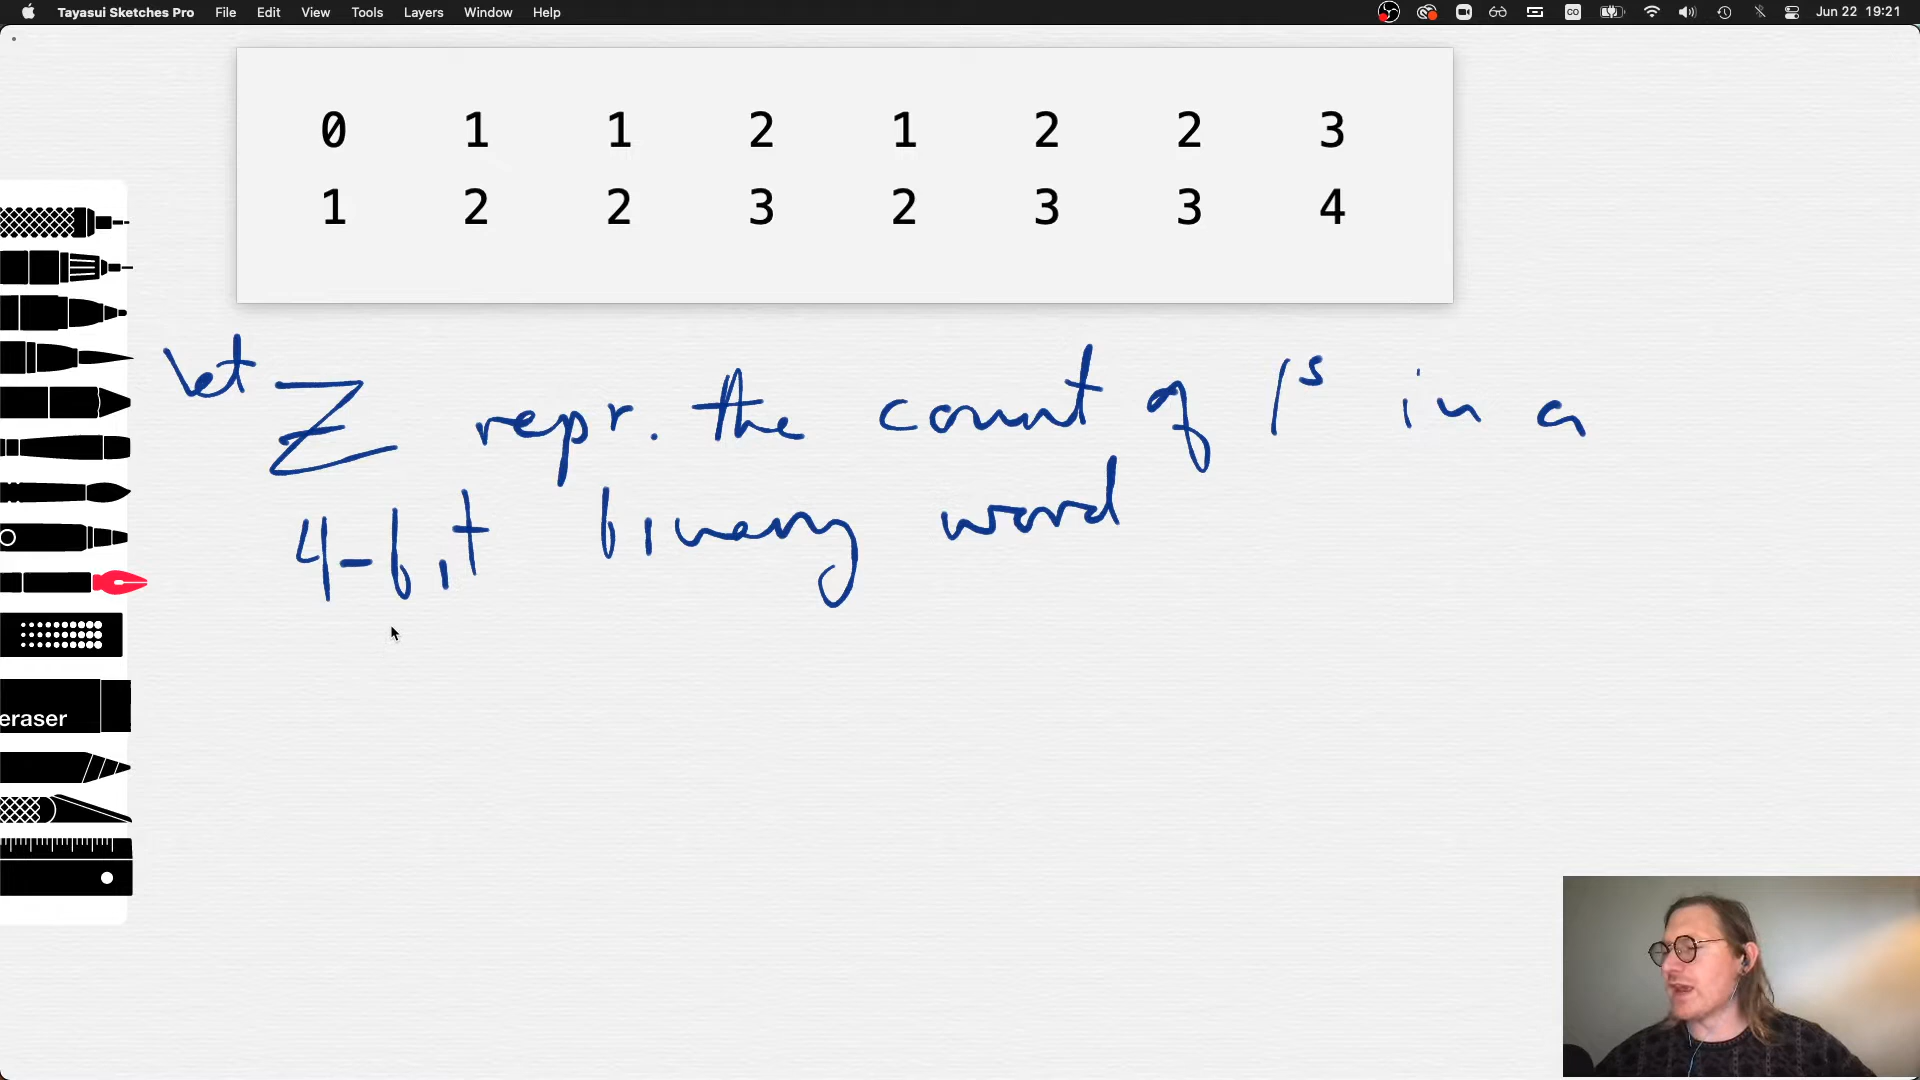 Tayasui Sketches Pro File Edit View Tools Layers Window Help Jun 22 19:21
0 1 1 2 1 2 2 3
1 2 2 3 2 3 3 4
let Z repr. the count of 1s in a
4-bit binary word
eraser